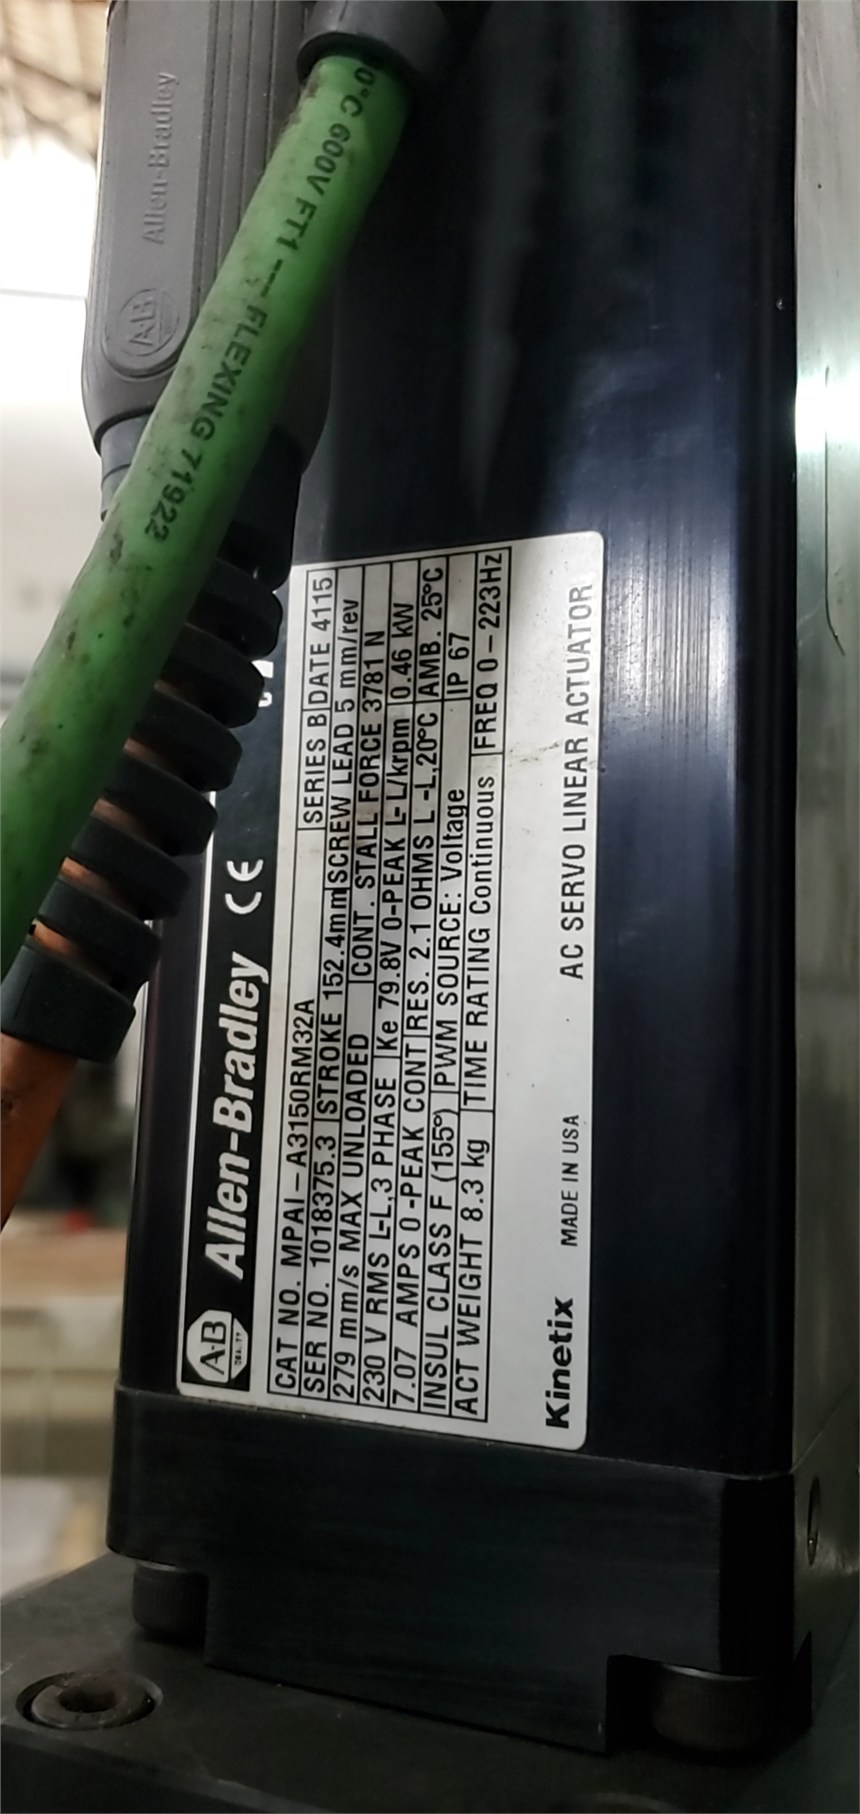 Allen-Bradley
AB
0°C 600V FT1 — FLEXING 71922
AB
Allen-Bradley CE
CAT NO. MPAI-A3150RM32A SERIES B DATE 4115
SER NO. 1018375.3 STROKE 152.4mm SCREW LEAD 5 mm/rev
279 mm/s MAX UNLOADED CONT. STALL FORCE 3781 N
230 V RMS L-L,3 PHASE Ke 79.8V 0-PEAK L-L/krpm 0.46 kW
7.07 AMPS 0-PEAK CONT RES. 2.1 OHMS L-L,20°C AMB. 25°C
INSUL CLASS F (155°) PWM SOURCE: Voltage IP 67
ACT WEIGHT 8.3 kg TIME RATING Continuous FREQ 0-223Hz
Kinetix MADE IN USA AC SERVO LINEAR ACTUATOR